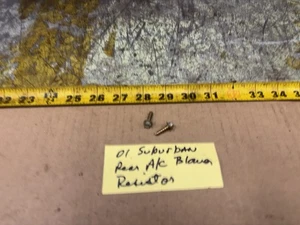 22 23 25 26 27 28 29 30 31 33 34
01 Suburban
Rear A/C Blower
Resistor